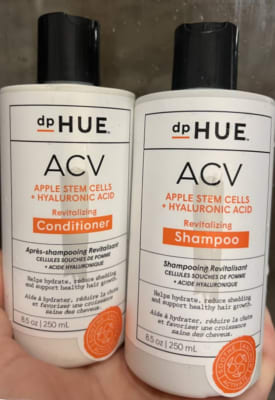 dpHUE
ACV
APPLE STEM CELLS
+ HYALURONIC ACID
Revitalizing
Conditioner
Après-shampooing Revitalisant
CELLULES SOUCHES DE POMME
+ ACIDE HYALURONIQUE
Helps hydrate, reduce shedding
and support healthy hair growth.
Aide à hydrater, réduire la chute
et favoriser une croissance
saine des cheveux.
8.5 oz | 250 mL
dpHUE
ACV
APPLE STEM CELLS
+ HYALURONIC ACID
Revitalizing
Shampoo
Shampooing Revitalisant
CELLULES SOUCHES DE POMME
+ ACIDE HYALURONIQUE
Helps hydrate, reduce shedding
and support healthy hair growth.
Aide à hydrater, réduire la chute
et favoriser une croissance
saine des cheveux.
8.5 oz | 250 mL